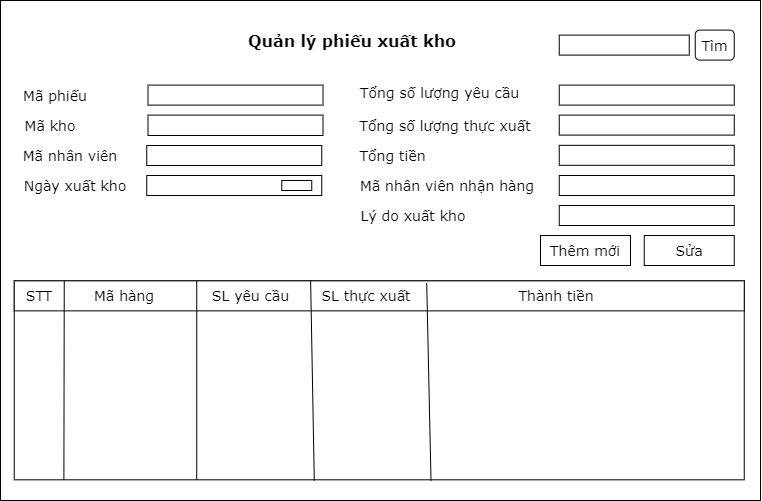 Quản lý phiếu xuất kho
Tìm
Mã phiếu
Mã kho
Mã nhân viên
Ngày xuất kho
Tổng số lượng yêu cầu
Tổng số lượng thực xuất
Tổng tiền
Mã nhân viên nhận hàng
Lý do xuất kho
Thêm mới Sửa
STT Mã hàng SL yêu cầu SL thực xuất Thành tiền